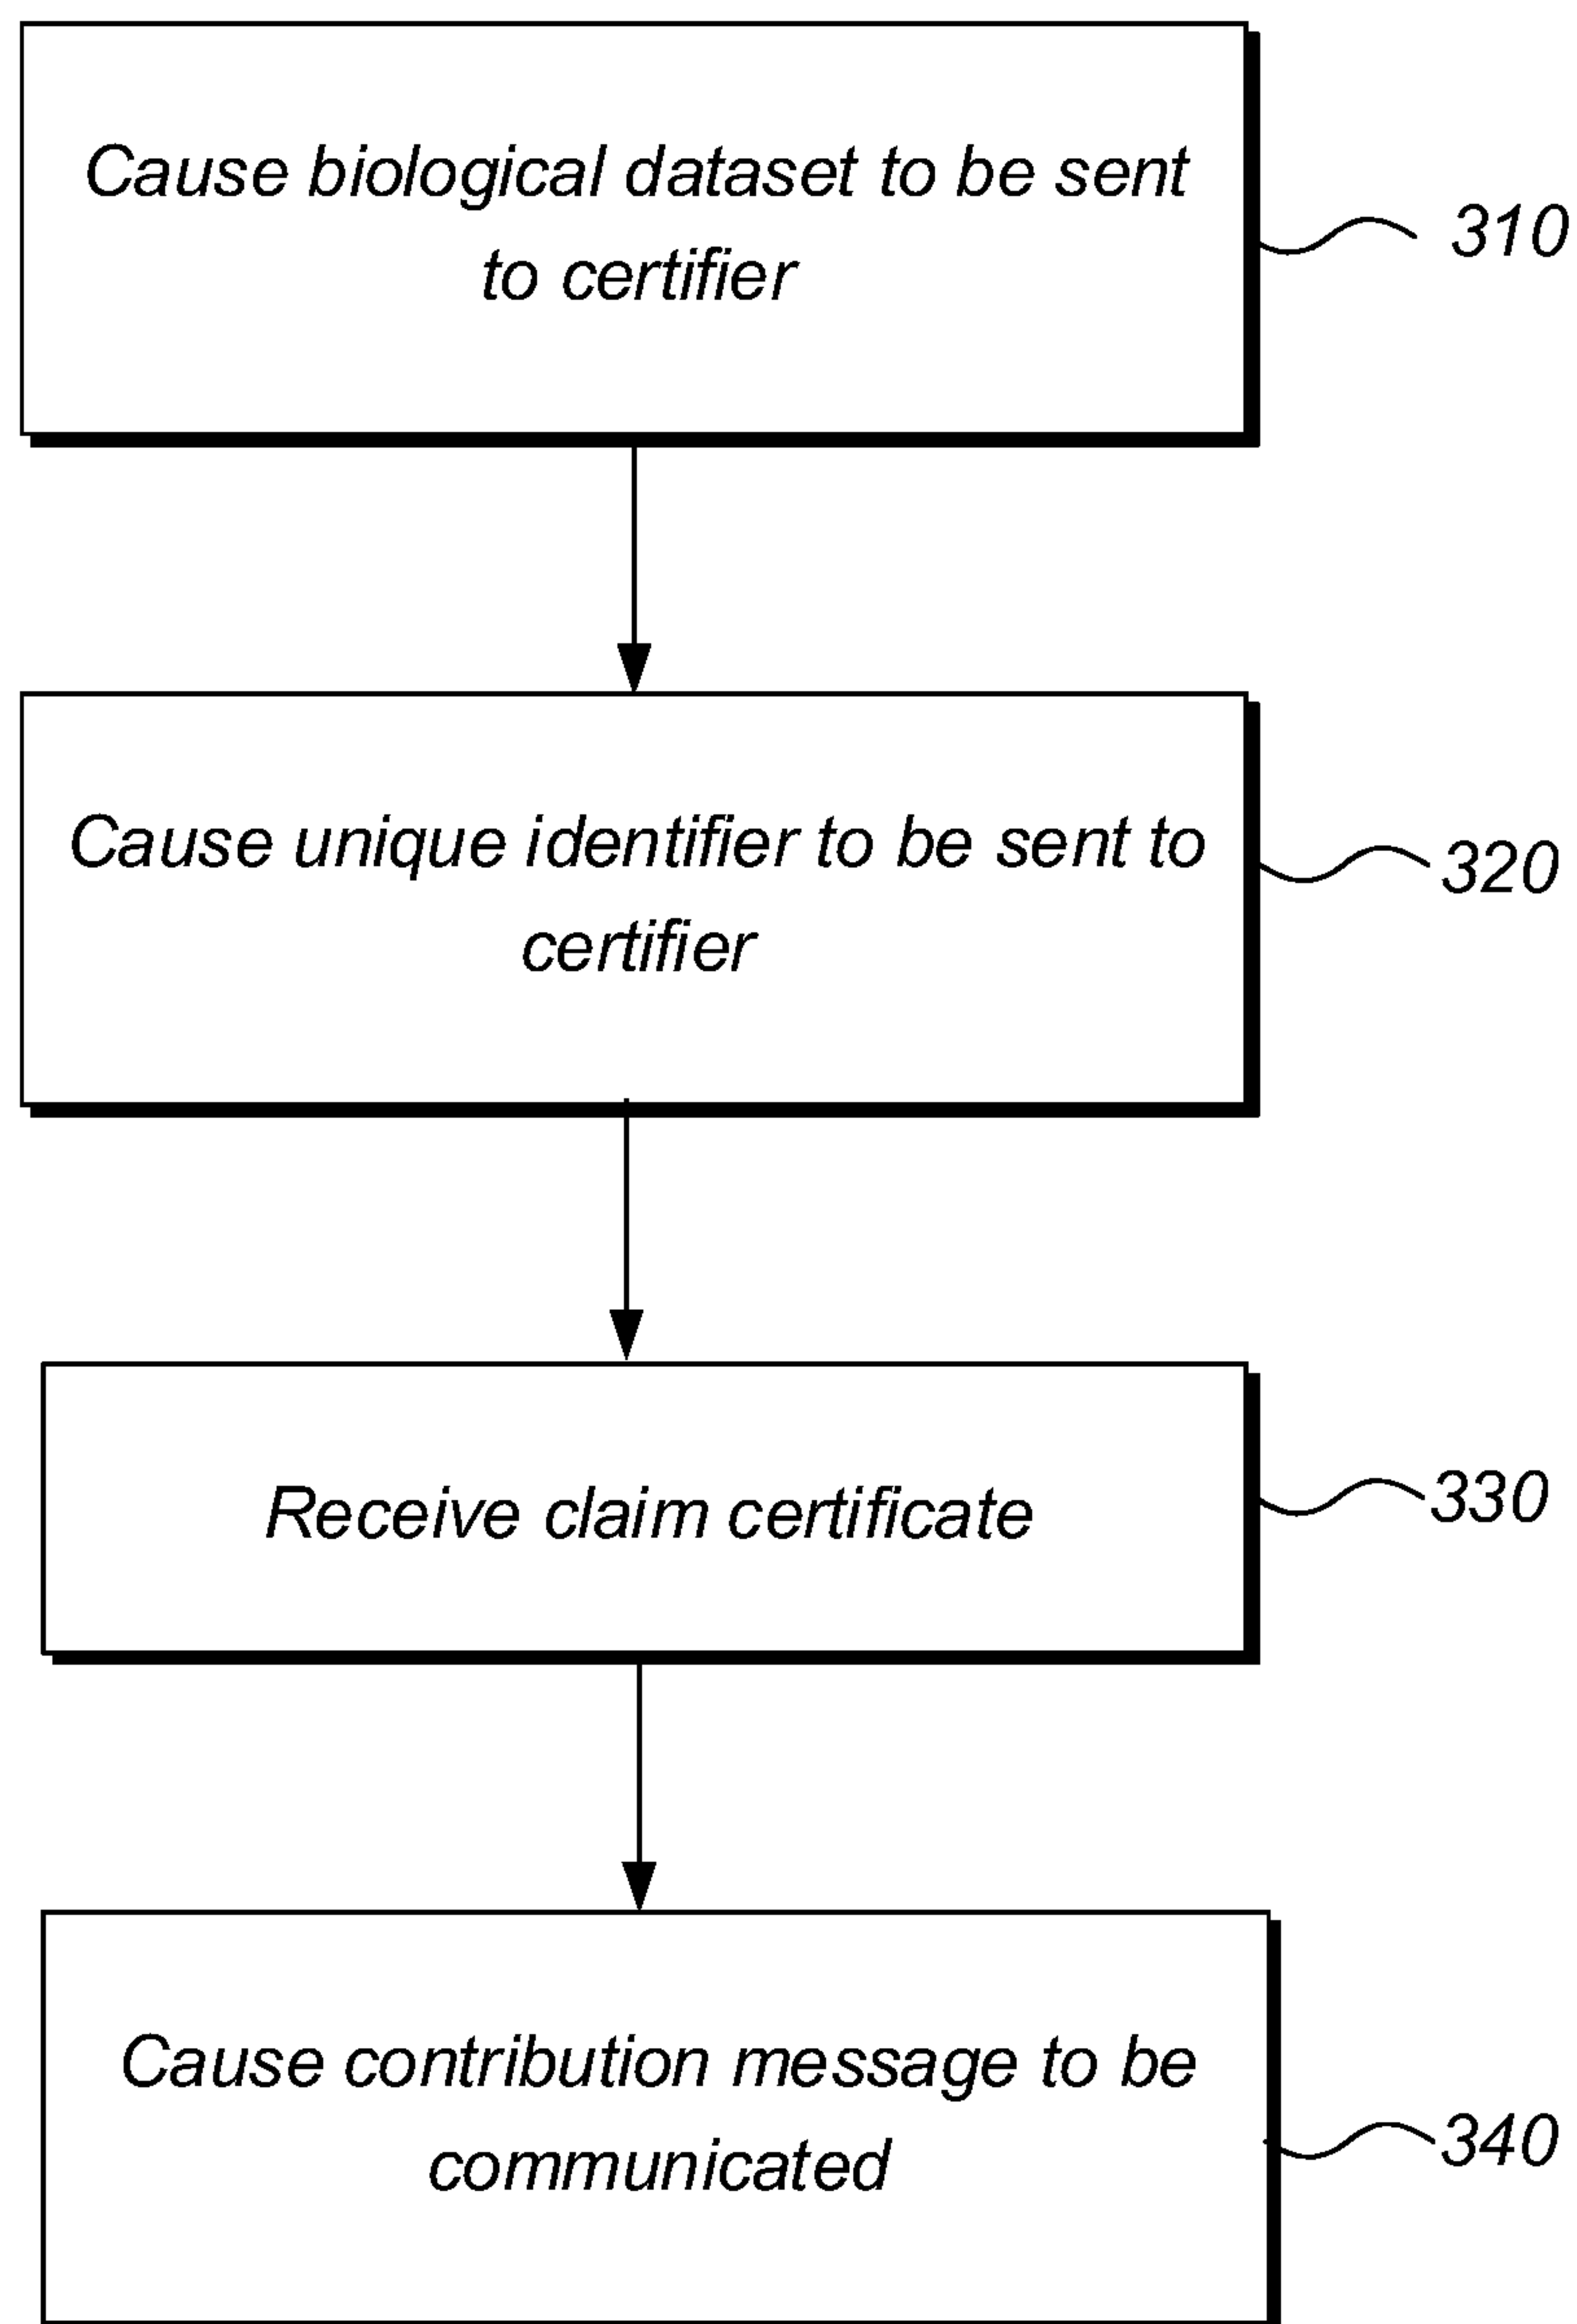 Cause biological dataset to be sent
to certifier
310
Cause unique identifier to be sent to
certifier
320
Receive claim certificate
330
Cause contribution message to be
communicated
340